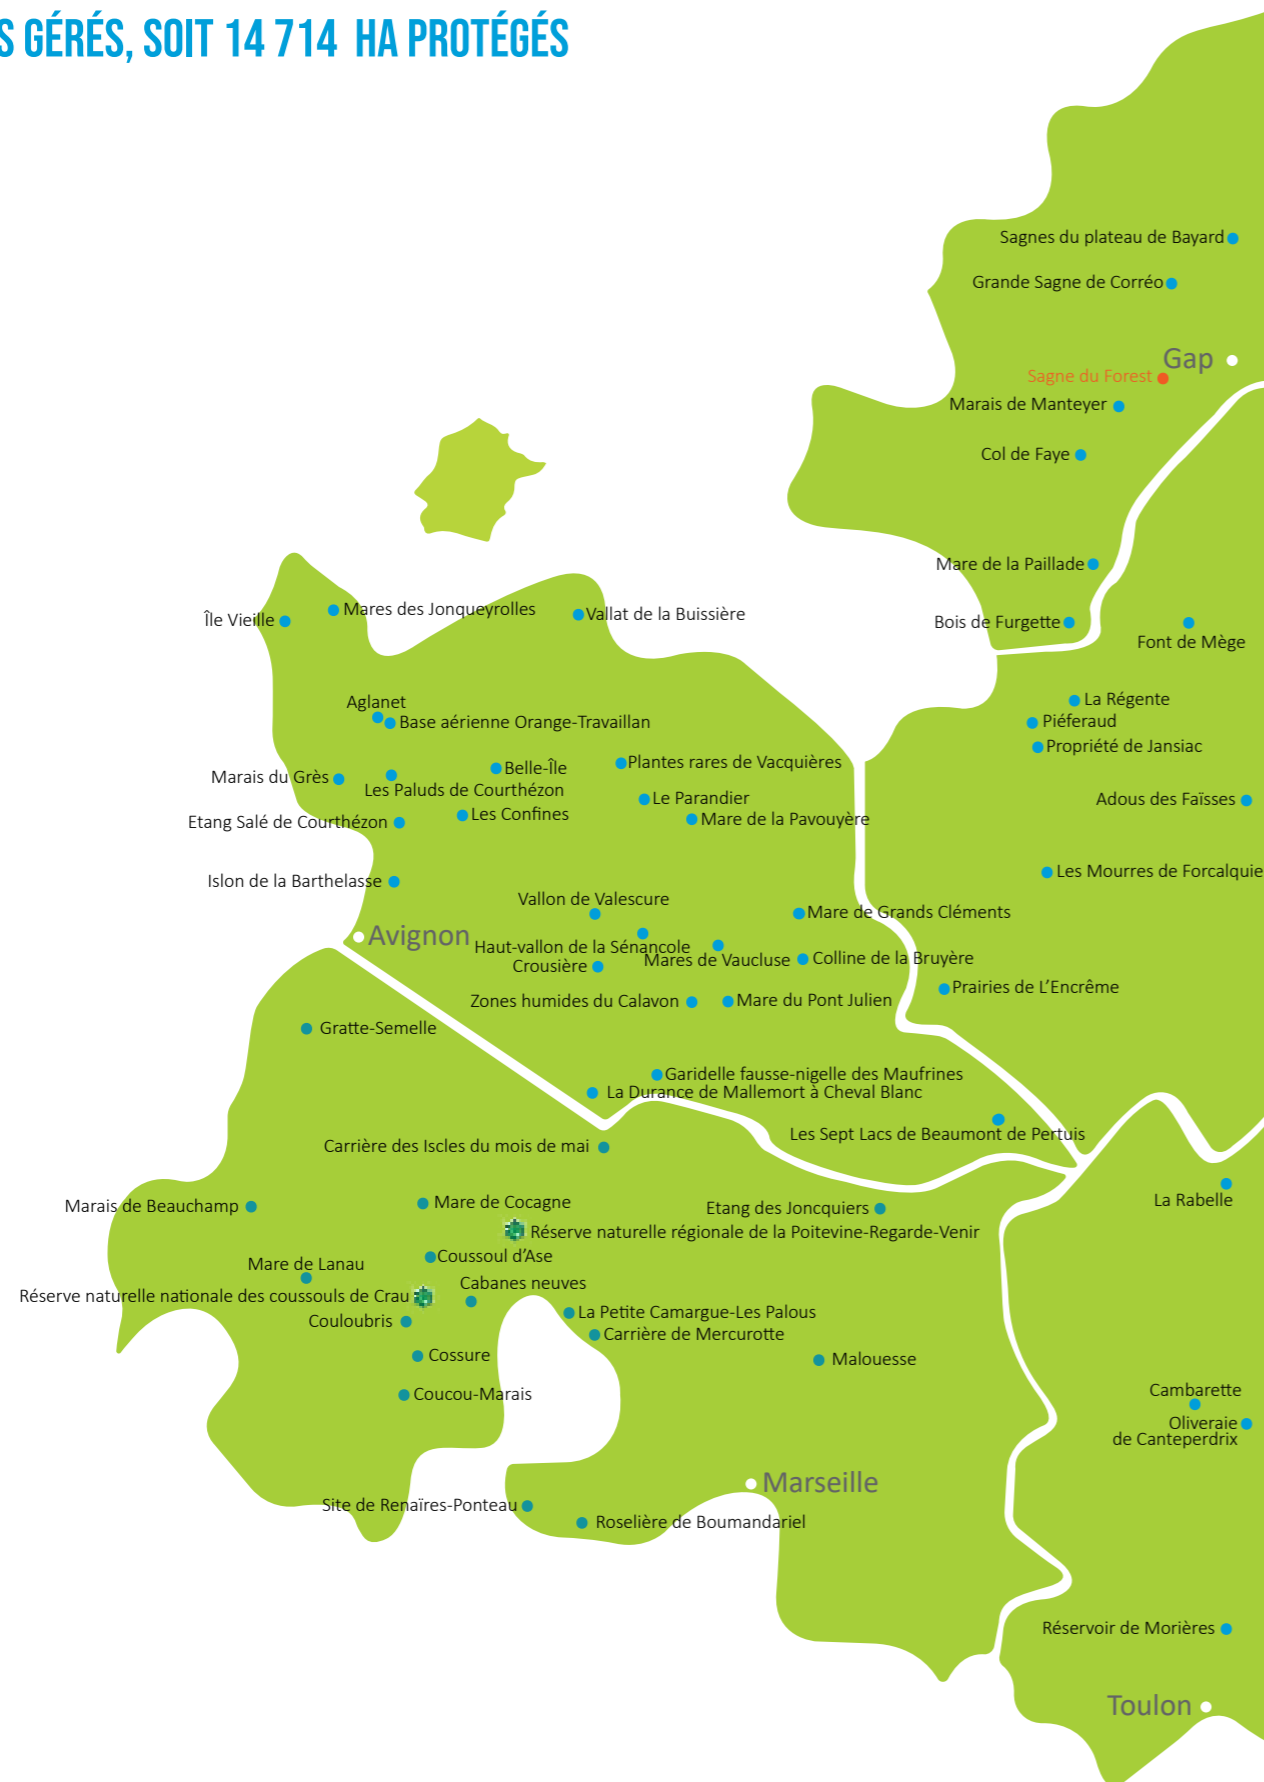 S GÉRÉS, SOIT 14 714 HA PROTÉGÉS
Sagnes du plateau de Bayard
Grande Sagne de Corréo
Gap
Sagne du Forest
Marais de Manteyer
Col de Faye
Mare de la Paillade
Île Vieille
Mares des Jonqueyrolles
Vallat de la Buissière
Bois de Furgette
Font de Mège
Aglanet
Base aérienne Orange-Travaillan
La Régente
Piéferaud
Propriété de Jansiac
Marais du Grès
Les Paluds de Courthézon
Belle-Île
Plantes rares de Vacquières
Le Parandier
Adous des Faïsses
Etang Salé de Courthézon
Les Confines
Mare de la Pavouyère
Islon de la Barthelasse
Les Mourres de Forcalquie
Vallon de Valescure
Mare de Grands Cléments
Avignon
Haut-vallon de la Sénancole
Mares de Vaucluse
Colline de la Bruyère
Crousière
Prairies de L'Encrême
Zones humides du Calavon
Mare du Pont Julien
Gratte-Semelle
Garidelle fausse-nigelle des Maufrines
La Durance de Mallemort à Cheval Blanc
Les Sept Lacs de Beaumont de Pertuis
Carrière des Iscles du mois de mai
Marais de Beauchamp
Mare de Cocagne
Etang des Joncquiers
La Rabelle
Réserve naturelle régionale de la Poitevine-Regarde-Venir
Coussoul d'Ase
Mare de Lanau
Cabanes neuves
Réserve naturelle nationale des coussouls de Crau
Couloubris
La Petite Camargue-Les Palous
Carrière de Mercurotte
Cossure
Malouesse
Coucou-Marais
Cambarette
Oliveraie
de Canteperdrix
Marseille
Site de Renaïres-Ponteau
Roselière de Boumandariel
Réservoir de Morières
Toulon